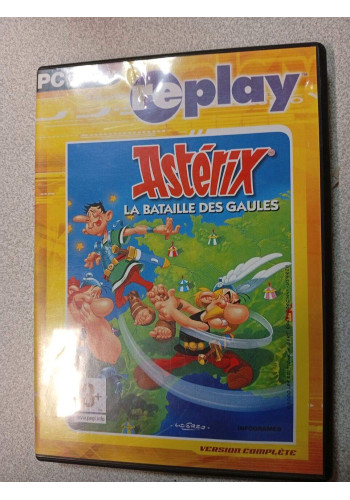 PC
replay
Astérix
LA BATAILLE DES GAULES
VERSION COMPLÈTE